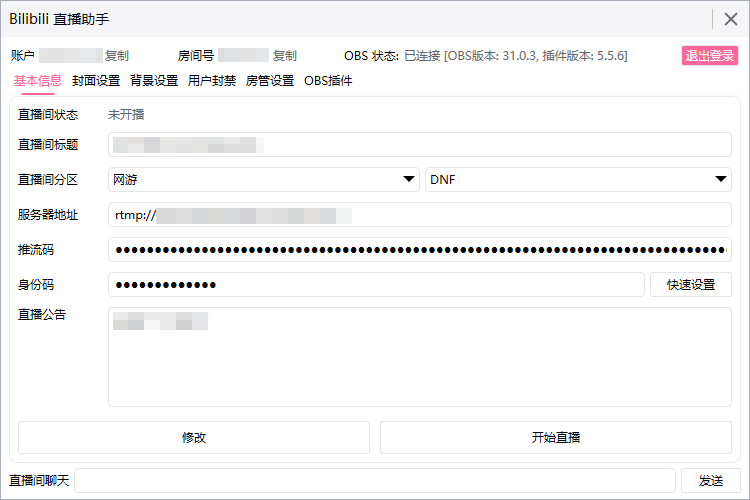 Bilibili 直播助手
账户 复制 房间号 复制 OBS 状态: 已连接 [OBS版本: 31.0.3, 插件版本: 5.5.6] 退出登录
基本信息 封面设置 背景设置 用户封禁 房管设置 OBS插件
直播间状态 未开播
直播间标题
直播间分区 网游 DNF
服务器地址 rtmp://
推流码
身份码 快速设置
直播公告
修改 开始直播
直播间聊天 发送